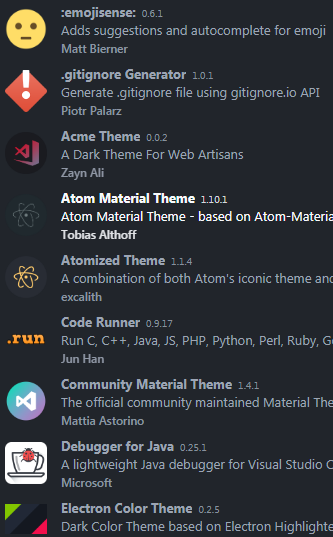 :emojisense: 0.6.1
Adds suggestions and autocomplete for emoji
Matt Bierner
.gitignore Generator 1.0.1
Generate .gitignore file using gitignore.io API
Piotr Palarz
Acme Theme 0.0.2
A Dark Theme For Web Artisans
Zayn Ali
Atom Material Theme 1.10.1
Atom Material Theme - based on Atom-Materia
Tobias Althoff
Atomized Theme 1.1.4
A combination of both Atom's iconic theme and
excalith
.run
Code Runner 0.9.17
Run C, C++, Java, JS, PHP, Python, Perl, Ruby, G
Jun Han
Community Material Theme 1.4.1
The official community maintained Material The
Mattia Astorino
Debugger for Java 0.25.1
A lightweight Java debugger for Visual Studio C
Microsoft
Electron Color Theme 0.2.5
Dark Color Theme based on Electron Highlighte